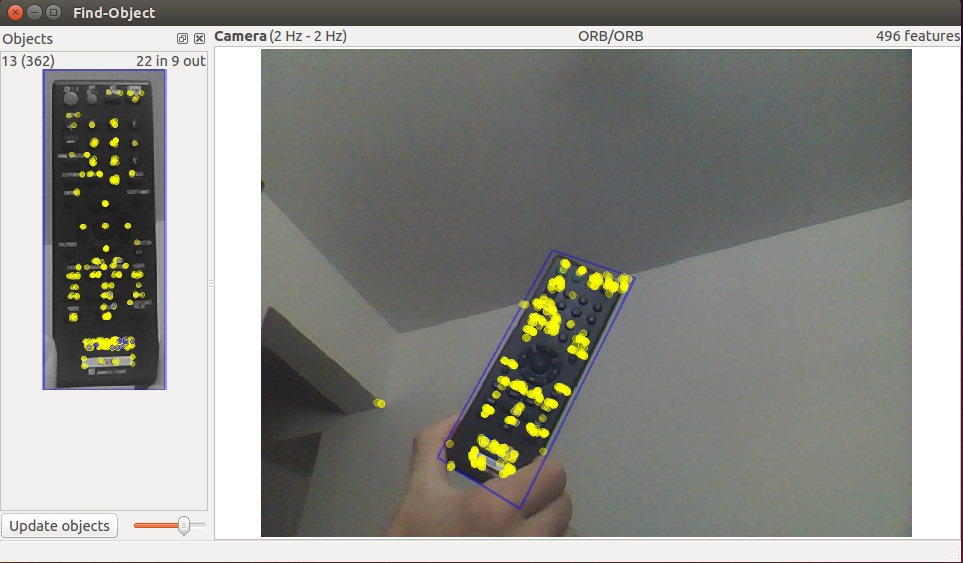 Find-Object
Objects
Camera (2 Hz - 2 Hz)
ORB/ORB
496 features
13 (362)
22 in 9 out
Update objects